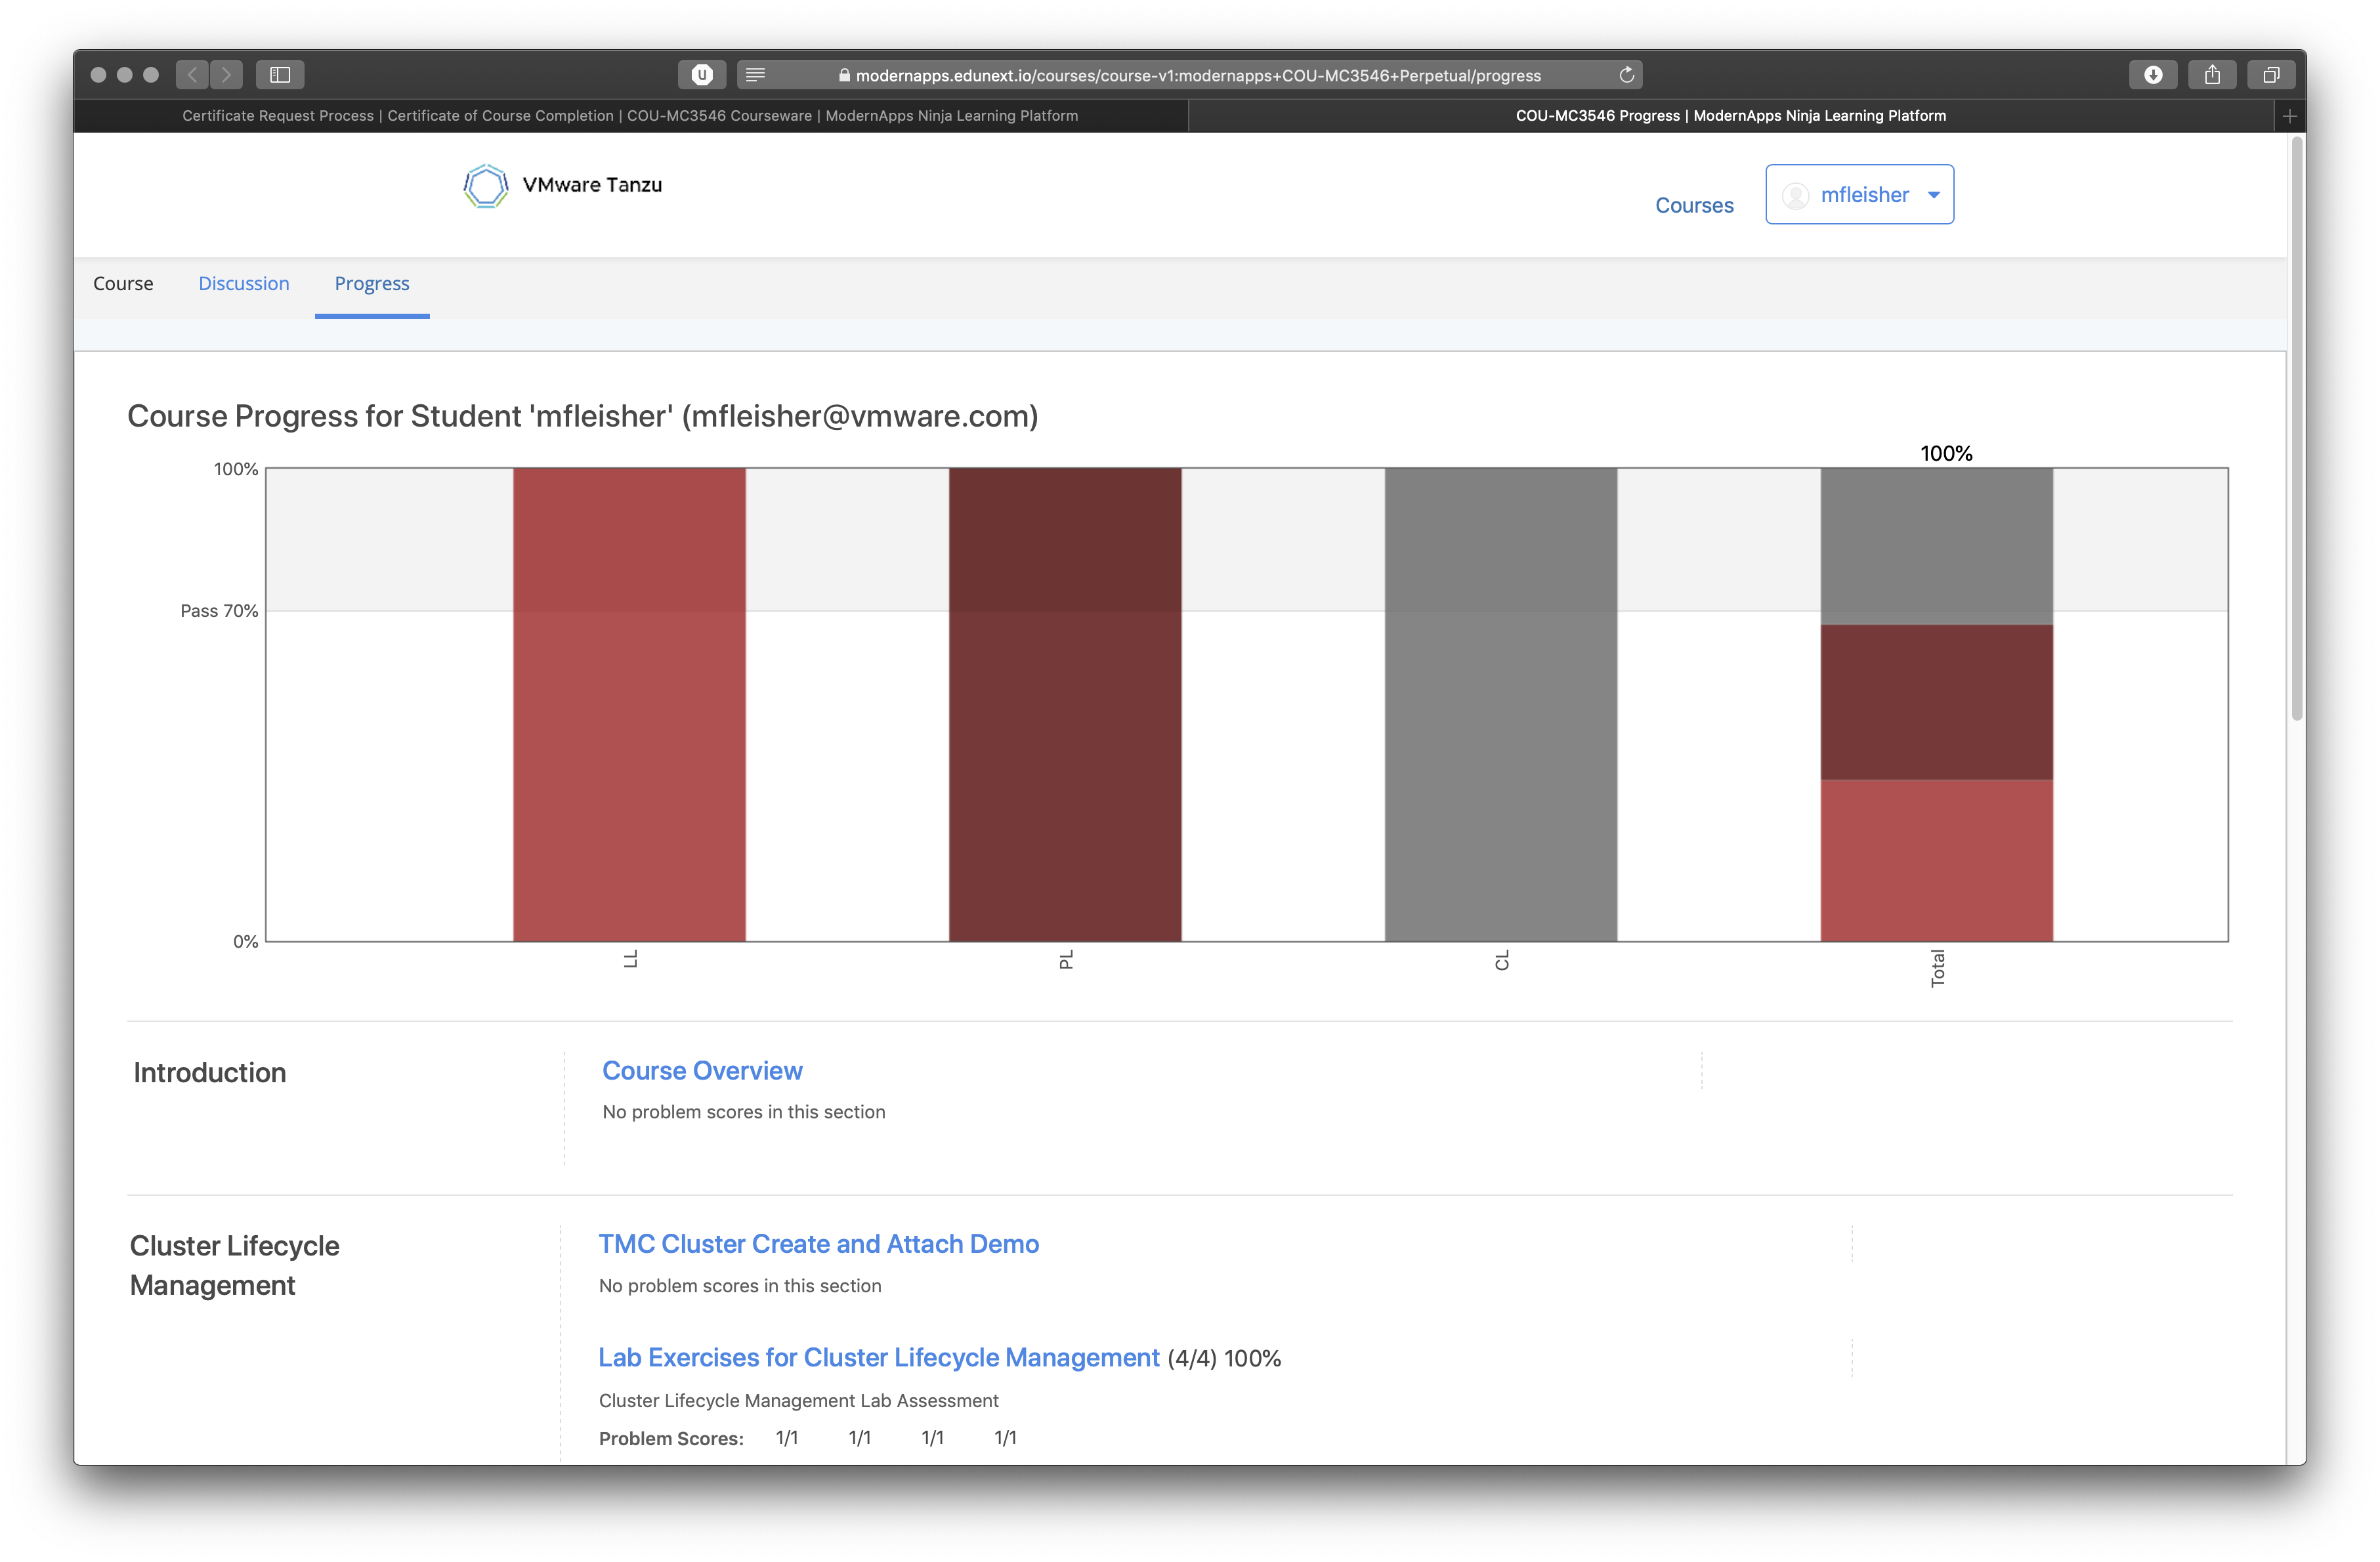 modernapps.edunext.io/courses/course-v1:modernapps+COU-MC3546+Perpetual/progress
Certificate Request Process | Certificate of Course Completion | COU-MC3546 Courseware | ModernApps Ninja Learning Platform
COU-MC3546 Progress | ModernApps Ninja Learning Platform
VMware Tanzu
Courses
mfleisher
Course
Discussion
Progress
Course Progress for Student 'mfleisher' (mfleisher@vmware.com)
100%
100%
Pass 70%
0%
LL
PL
CL
Total
Introduction
Course Overview
No problem scores in this section
Cluster Lifecycle
Management
TMC Cluster Create and Attach Demo
No problem scores in this section
Lab Exercises for Cluster Lifecycle Management (4/4) 100%
Cluster Lifecycle Management Lab Assessment
Problem Scores: 1/1 1/1 1/1 1/1